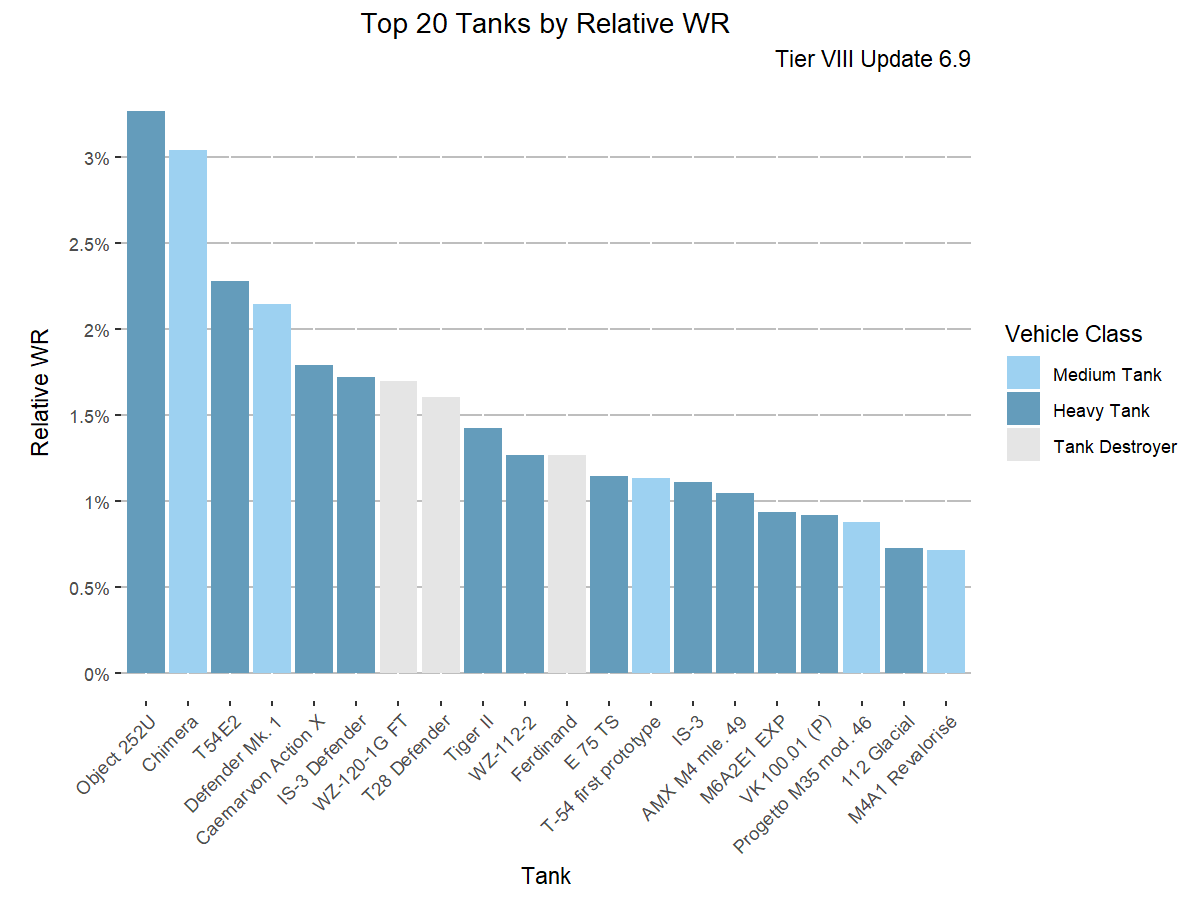 Top 20 Tanks by Relative WR
Tier VIII Update 6.9
3%
2.5%
2%
1.5%
1%
0.5%
0%
Relative WR
Object 252U
Chimera
T54E2
Defender Mk. 1
Caernarvon Action X
IS-3 Defender
WZ-120-1G FT
T28 Defender
Tiger II
WZ-112-2
Ferdinand
E 75 TS
T-54 first prototype
IS-3
AMX M4 mle. 49
M6A2E1 EXP
VK 100.01 (P)
Progetto M35 mod. 46
112 Glacial
M4A1 Revalorisé
Tank
Vehicle Class
Medium Tank
Heavy Tank
Tank Destroyer